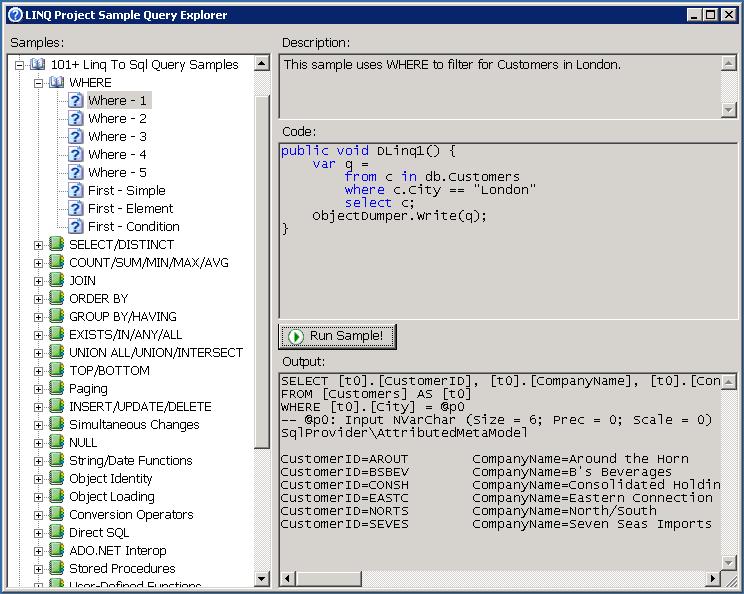 LINQ Project Sample Query Explorer
Samples:
101+ Linq To Sql Query Samples
WHERE
Where - 1
Where - 2
Where - 3
Where - 4
Where - 5
First - Simple
First - Element
First - Condition
SELECT/DISTINCT
COUNT/SUM/MIN/MAX/AVG
JOIN
ORDER BY
GROUP BY/HAVING
EXISTS/IN/ANY/ALL
UNION ALL/UNION/INTERSECT
TOP/BOTTOM
Paging
INSERT/UPDATE/DELETE
Simultaneous Changes
NULL
String/Date Functions
Object Identity
Object Loading
Conversion Operators
Direct SQL
ADO.NET Interop
Stored Procedures
User-Defined Functions
Description:
This sample uses WHERE to filter for Customers in London.
Code:
public void DLinq1() {
var q =
from c in db.Customers
where c.City == "London"
select c;
ObjectDumper.Write(q);
}
Run Sample!
Output:
SELECT [t0].[CustomerID], [t0].[CompanyName], [t0].[Con
FROM [Customers] AS [t0]
WHERE [t0].[City] = @p0
-- @p0: Input NVarChar (Size = 6; Prec = 0; Scale = 0)
SqlProvider\AttributedMetaModel
CustomerID=AROUT CompanyName=Around the Horn
CustomerID=BSBEV CompanyName=B's Beverages
CustomerID=CONSH CompanyName=Consolidated Holdin
CustomerID=EASTC CompanyName=Eastern Connection
CustomerID=NORTS CompanyName=North/South
CustomerID=SEVES CompanyName=Seven Seas Imports